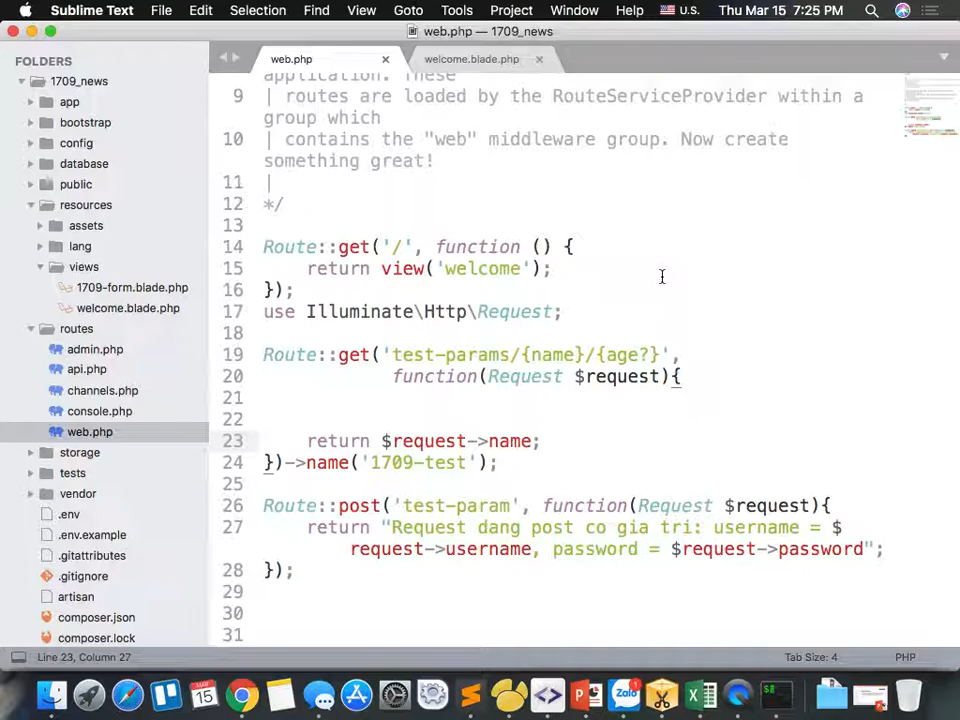 Sublime Text File Edit Selection Find View Goto Tools Project Window Help U.S. Thu Mar 15 7:25 PM
web.php — 1709_news
FOLDERS
1709_news
app
bootstrap
config
database
public
resources
assets
lang
views
1709-form.blade.php
welcome.blade.php
routes
admin.php
api.php
channels.php
console.php
web.php
storage
tests
vendor
.env
.env.example
.gitattributes
.gitignore
artisan
composer.json
composer.lock
web.php welcome.blade.php
application. These
9 | routes are loaded by the RouteServiceProvider within a
group which
10 | contains the "web" middleware group. Now create
something great!
11 |
12 */
13
14 Route::get('/', function () {
15 return view('welcome');
16 });
17 use Illuminate\Http\Request;
18
19 Route::get('test-params/{name}/{age?}',
20 function(Request $request){
21
22
23 return $request->name;
24 })->name('1709-test');
25
26 Route::post('test-param', function(Request $request){
27 return "Request dang post co gia tri: username = $
request->username, password = $request->password";
28 });
29
30
31
Line 23, Column 27 Tab Size: 4 PHP
MAR
15
Zalo
1